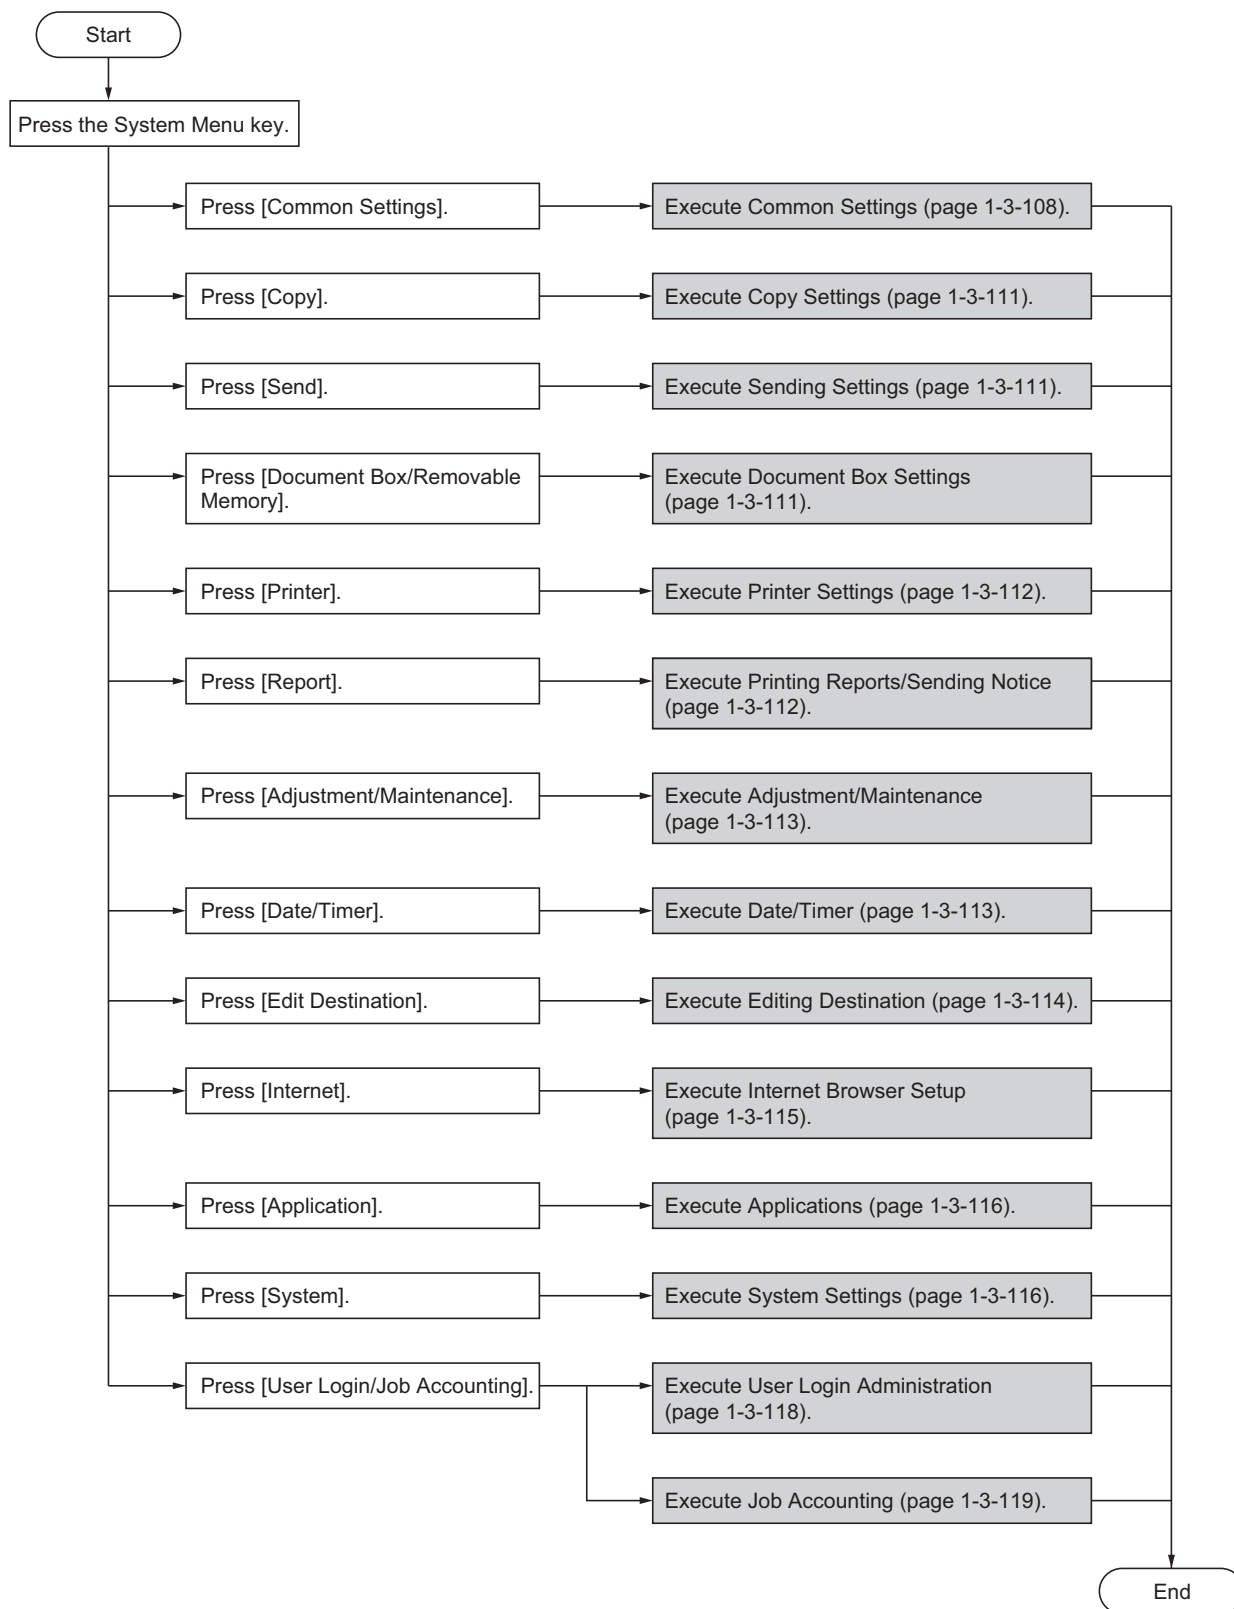 Start
Press the System Menu key.
Press [Common Settings].
Execute Common Settings (page 1-3-108).
Press [Copy].
Execute Copy Settings (page 1-3-111).
Press [Send].
Execute Sending Settings (page 1-3-111).
Press [Document Box/Removable
Memory].
Execute Document Box Settings
(page 1-3-111).
Press [Printer].
Execute Printer Settings (page 1-3-112).
Press [Report].
Execute Printing Reports/Sending Notice
(page 1-3-112).
Press [Adjustment/Maintenance].
Execute Adjustment/Maintenance
(page 1-3-113).
Press [Date/Timer].
Execute Date/Timer (page 1-3-113).
Press [Edit Destination].
Execute Editing Destination (page 1-3-114).
Press [Internet].
Execute Internet Browser Setup
(page 1-3-115).
Press [Application].
Execute Applications (page 1-3-116).
Press [System].
Execute System Settings (page 1-3-116).
Press [User Login/Job Accounting].
Execute User Login Administration
(page 1-3-118).
Execute Job Accounting (page 1-3-119).
End